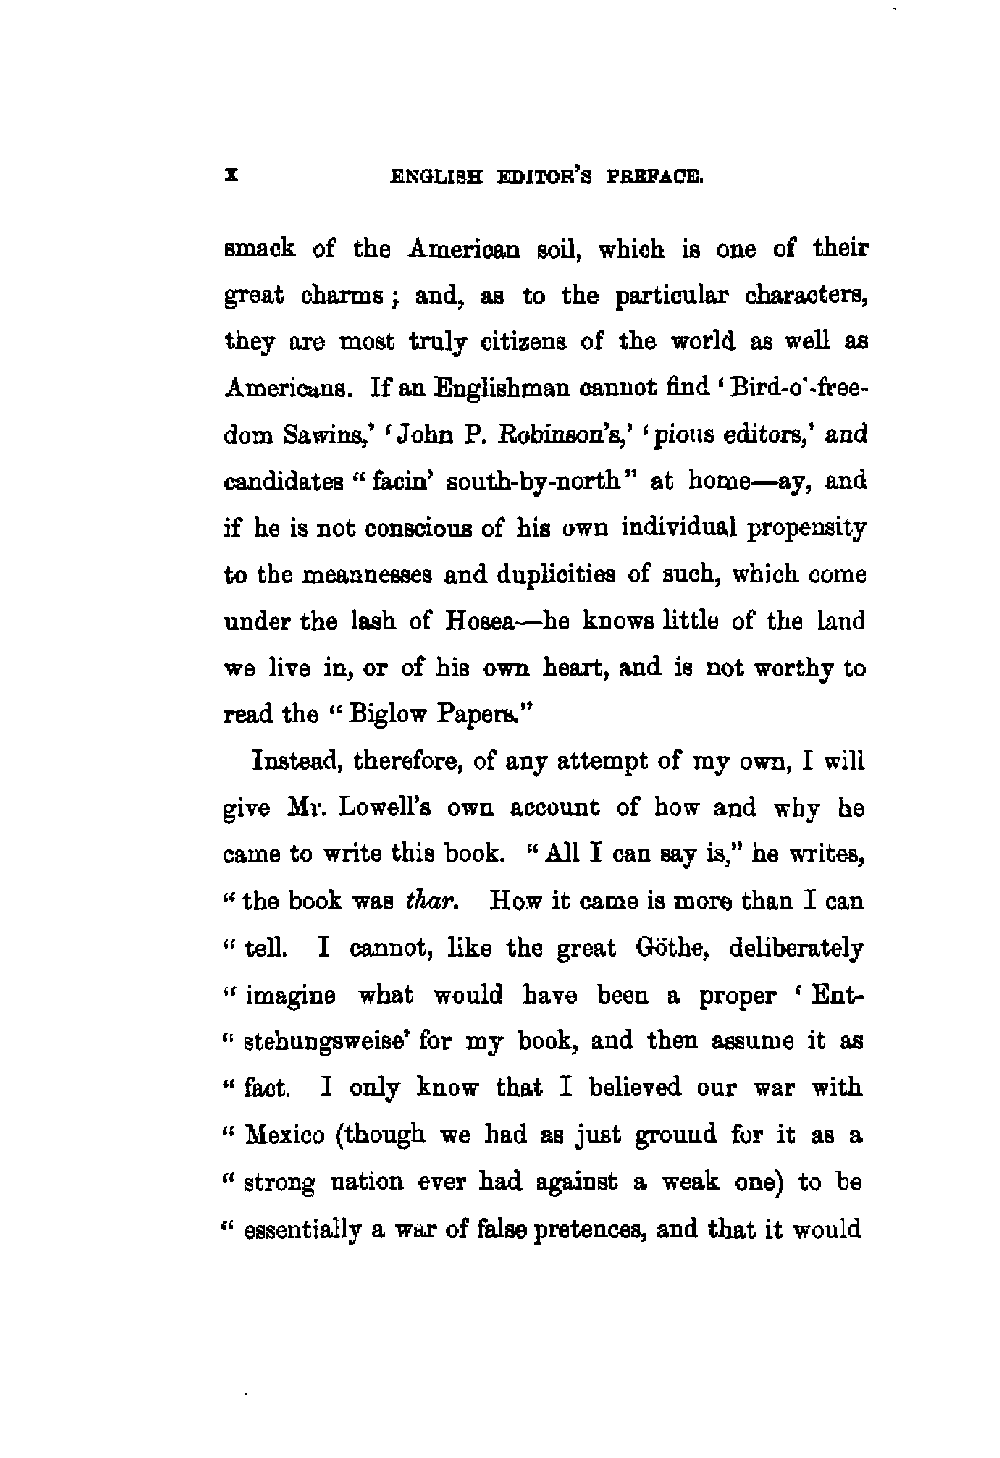 x ENGLISH EDITOR'S PREFACE.
smack of the American soil, which is one of their
great charms; and, as to the particular characters,
they are most truly citizens of the world as well as
Americans. If an Englishman cannot find ‘Bird-o'-free-
dom Sawins,’ ‘John P. Robinson's,’ ‘pious editors,’ and
candidates “facin’ south-by-north” at home—ay, and
if he is not conscious of his own individual propensity
to the meannesses and duplicities of such, which come
under the lash of Hosea—he knows little of the land
we live in, or of his own heart, and is not worthy to
read the “Biglow Papers.”
Instead, therefore, of any attempt of my own, I will
give Mr. Lowell's own account of how and why he
came to write this book. “All I can say is,” he writes,
“the book was thar. How it came is more than I can
“tell. I cannot, like the great Göthe, deliberately
“imagine what would have been a proper ‘Ent-
“stehungsweise’ for my book, and then assume it as
“fact. I only know that I believed our war with
“Mexico (though we had as just ground for it as a
“strong nation ever had against a weak one) to be
“essentially a war of false pretences, and that it would